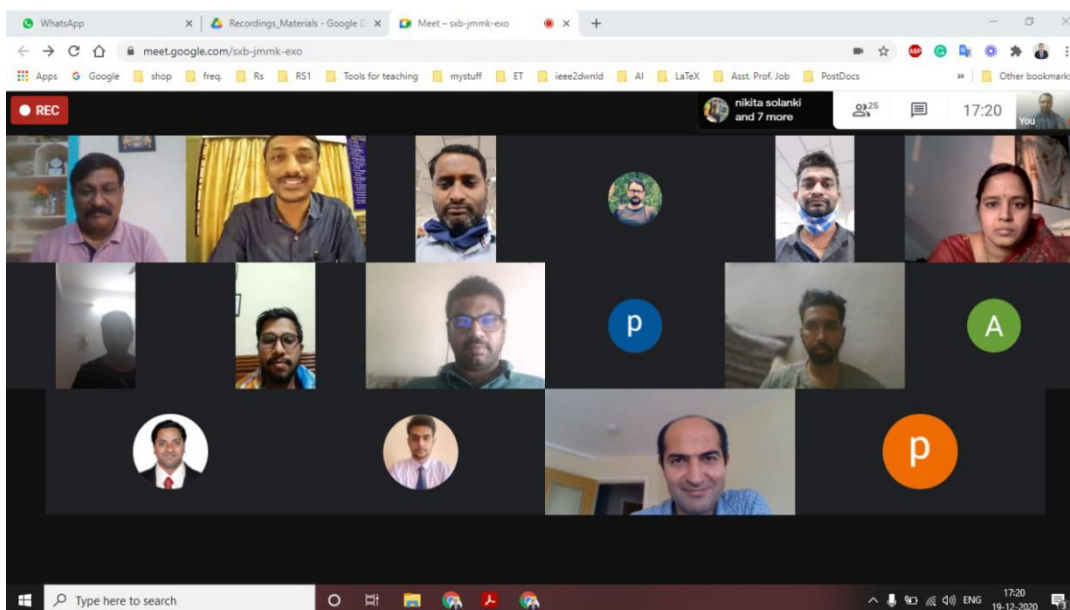 WhatsApp
Recordings_Materials - Google D
Meet – sxb-jmmk-exo
meet.google.com/sxb-jmmk-exo
ABP
Apps
Google
shop
freq.
Rs
RS1
Tools for teaching
mystuff
ET
ieee2dwnld
AI
LaTeX
Asst. Prof. Job
PostDocs
Other bookmarks
REC
nikita solanki
and 7 more
25
17:20
You
p
A
p
Type here to search
ENG
17:20
19-12-2020
3